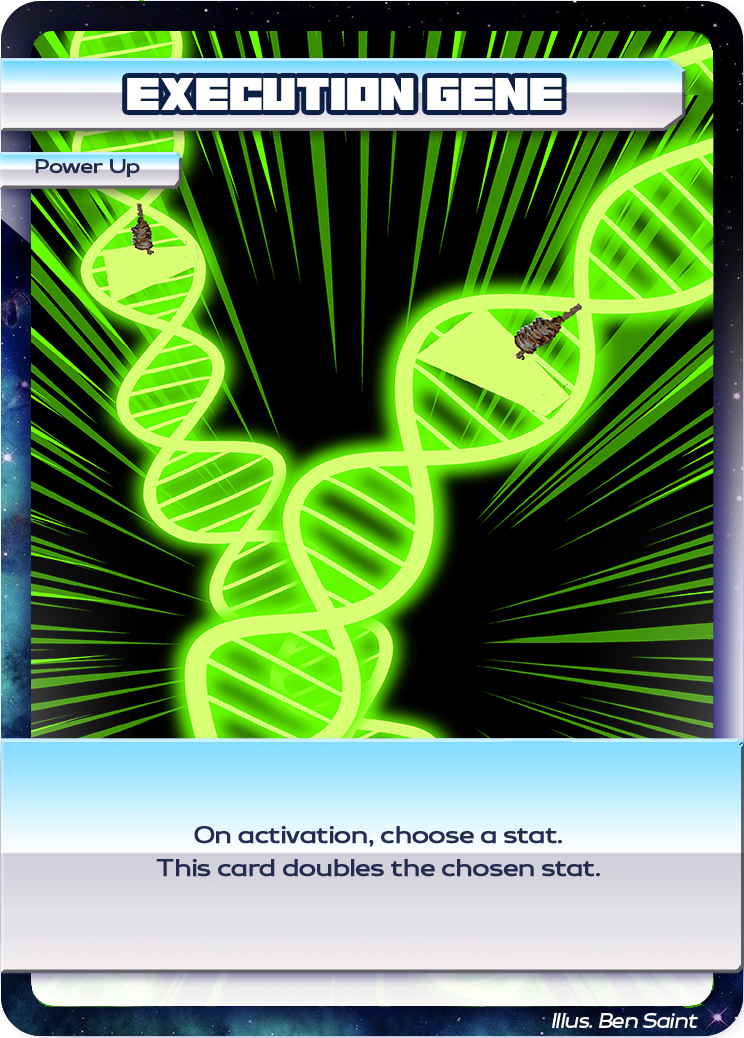 EXECUTION GENE
Power Up
On activation, choose a stat.
This card doubles the chosen stat.
Illus. Ben Saint